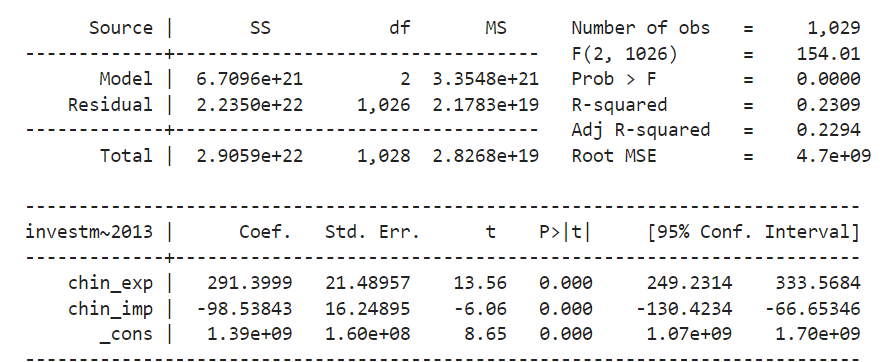 Source |       SS           df       MS      Number of obs   =     1,029
-------------+----------------------------------   F(2, 1026)      =    154.01
       Model |  6.7096e+21         2  3.3548e+21   Prob > F        =    0.0000
    Residual |  2.2350e+22     1,026  2.1783e+19   R-squared       =    0.2309
-------------+----------------------------------   Adj R-squared   =    0.2294
       Total |  2.9059e+22     1,028  2.8268e+19   Root MSE        =   4.7e+09
------------------------------------------------------------------------------
investm~2013 |      Coef.   Std. Err.      t    P>|t|     [95% Conf. Interval]
-------------+----------------------------------------------------------------
    chin_exp |   291.3999   21.48957    13.56   0.000     249.2314    333.5684
    chin_imp |  -98.53843   16.24895    -6.06   0.000    -130.4234   -66.65346
       _cons |   1.39e+09   1.60e+08     8.65   0.000     1.07e+09    1.70e+09
------------------------------------------------------------------------------